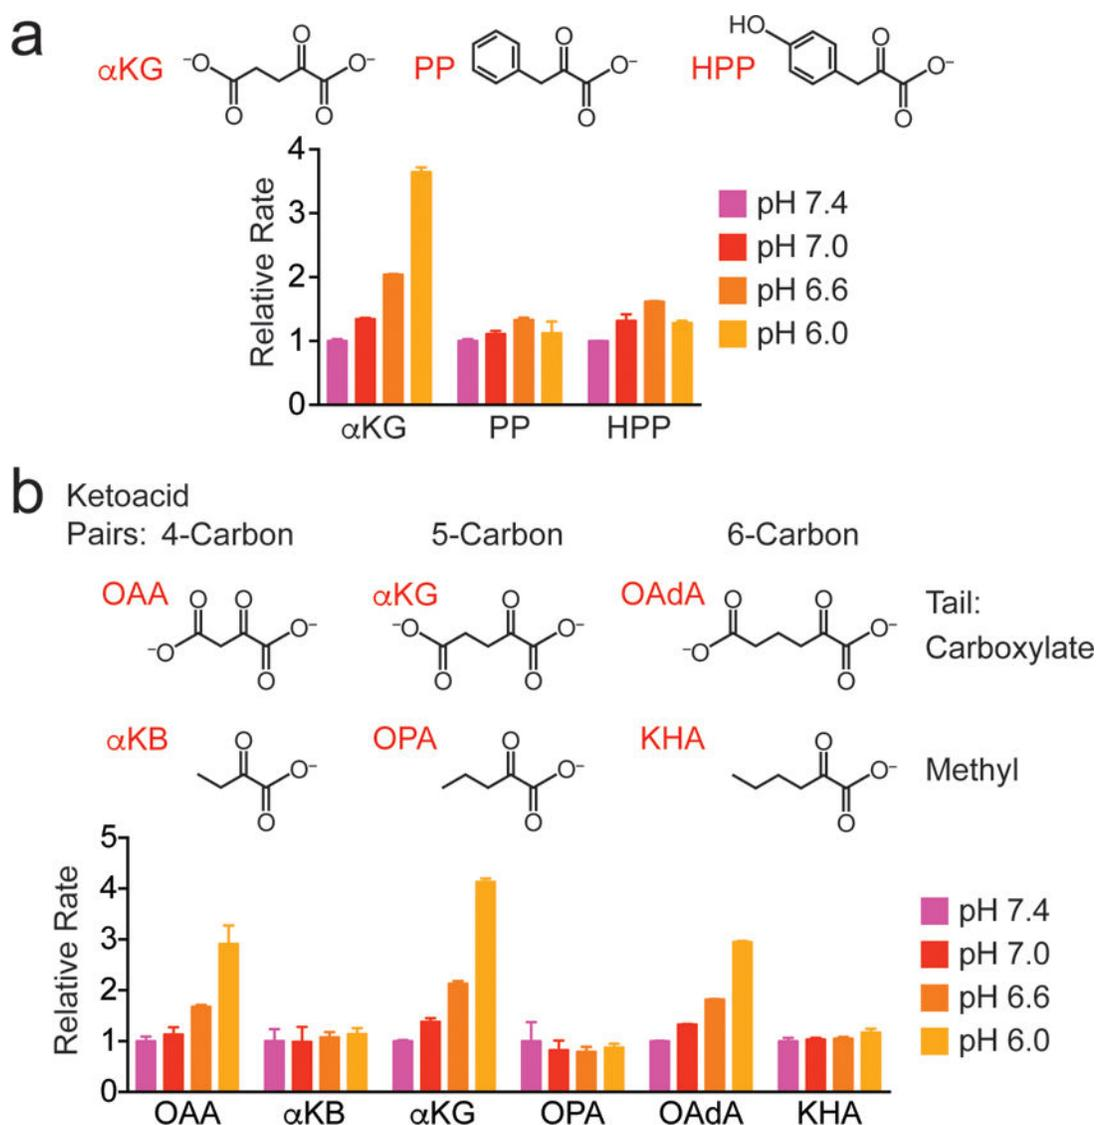 a
αKG
PP
HPP
⁻O O O⁻ O O
O O⁻ O
HO O O⁻ O
Relative Rate
4
3
2
1
0
αKG PP HPP
pH 7.4
pH 7.0
pH 6.6
pH 6.0
b
Ketoacid
Pairs: 4-Carbon 5-Carbon 6-Carbon
OAA αKG OAdA
O O O⁻ ⁻O O
⁻O O O⁻ O O
O O O⁻ ⁻O O
Tail:
Carboxylate
αKB OPA KHA
O O⁻ O
O O⁻ O
O O⁻ O
Methyl
Relative Rate
5
4
3
2
1
0
OAA αKB αKG OPA OAdA KHA
pH 7.4
pH 7.0
pH 6.6
pH 6.0